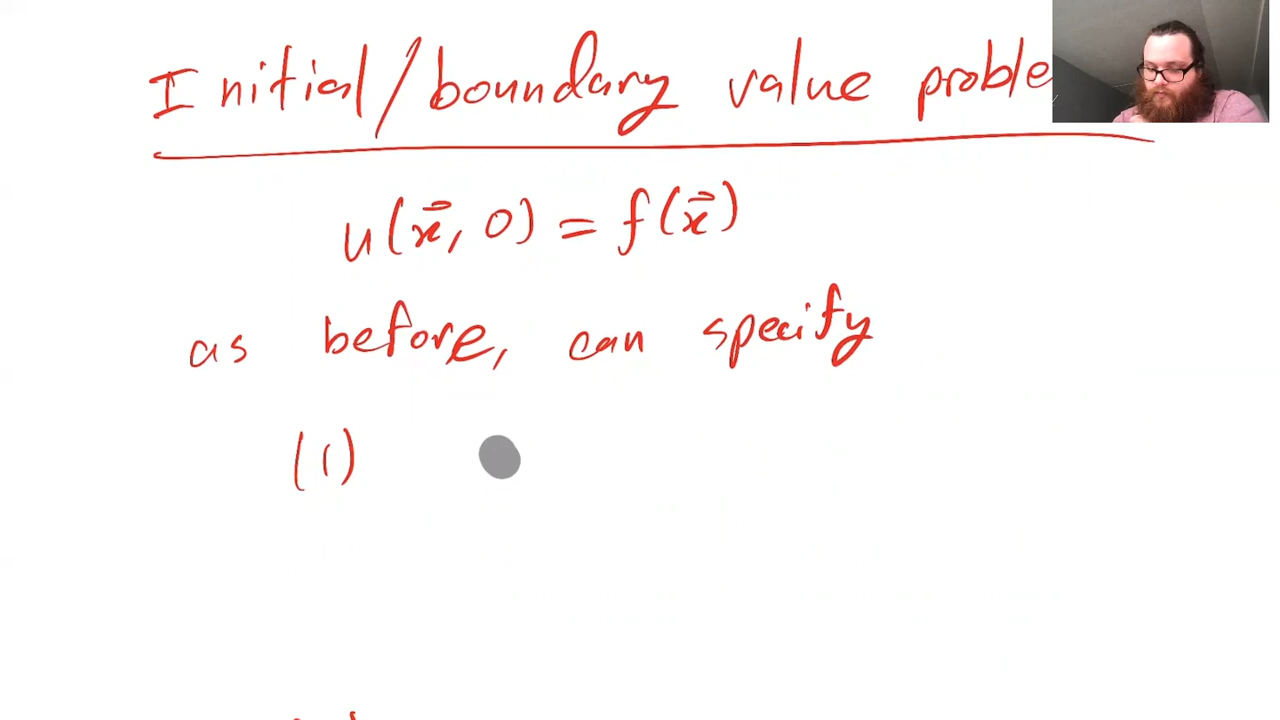 Initial/boundary value proble
u(x⃗, 0) = f(x⃗)
as before, can specify
(1)